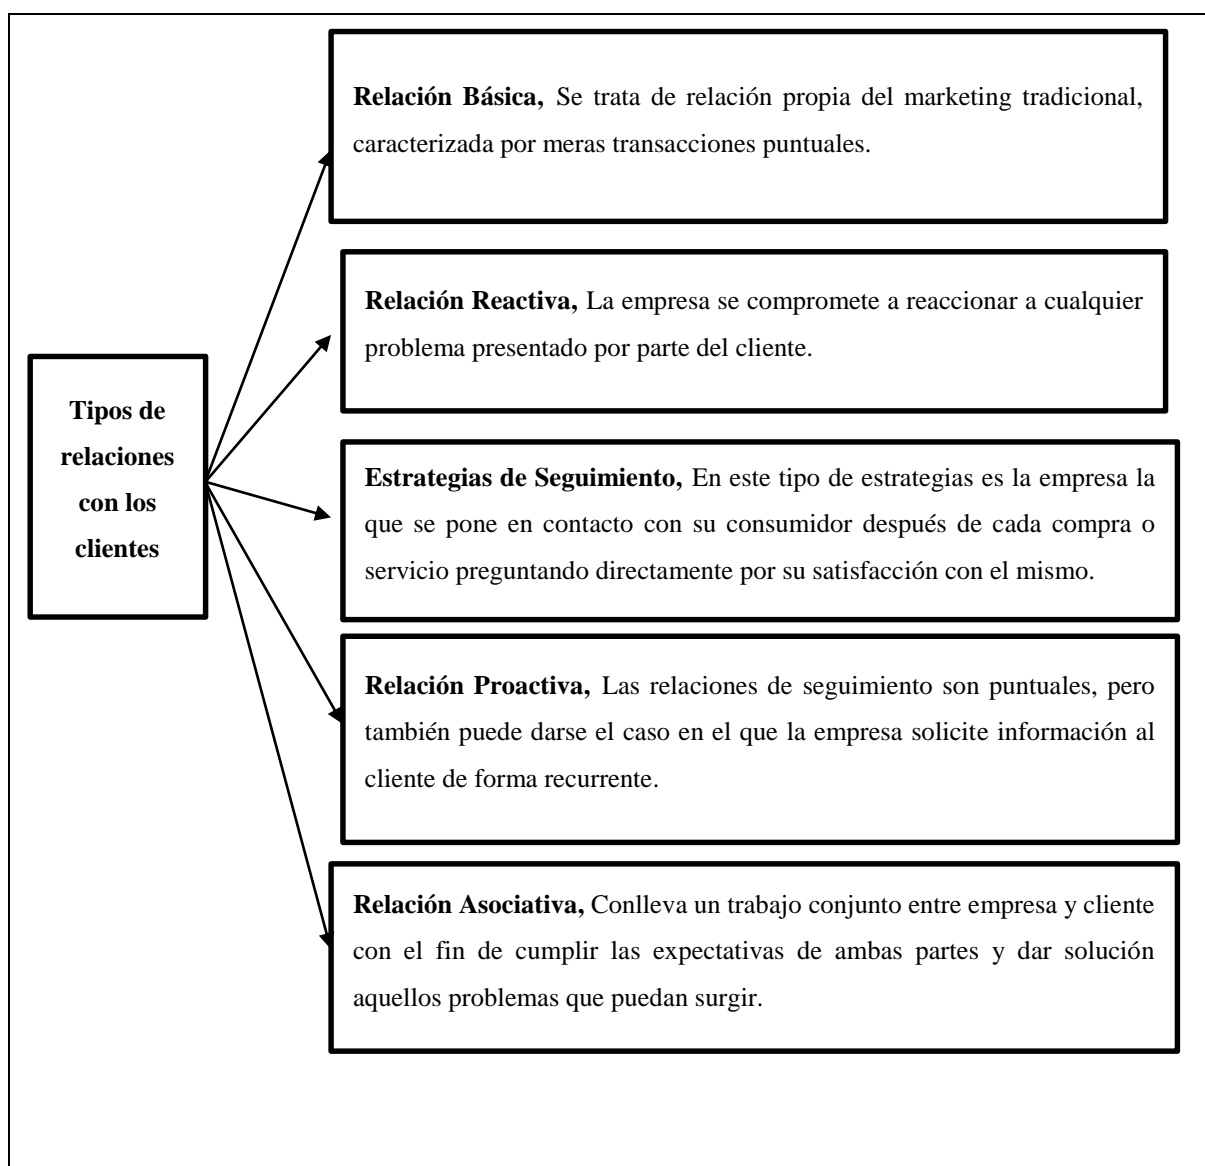 Relación Básica, Se trata de relación propia del marketing tradicional,
caracterizada por meras transacciones puntuales.
Relación Reactiva, La empresa se compromete a reaccionar a cualquier
problema presentado por parte del cliente.
Tipos de
relaciones
con los
clientes
Estrategias de Seguimiento, En este tipo de estrategias es la empresa la
que se pone en contacto con su consumidor después de cada compra o
servicio preguntando directamente por su satisfacción con el mismo.
Relación Proactiva, Las relaciones de seguimiento son puntuales, pero
también puede darse el caso en el que la empresa solicite información al
cliente de forma recurrente.
Relación Asociativa, Conlleva un trabajo conjunto entre empresa y cliente
con el fin de cumplir las expectativas de ambas partes y dar solución
aquellos problemas que puedan surgir.